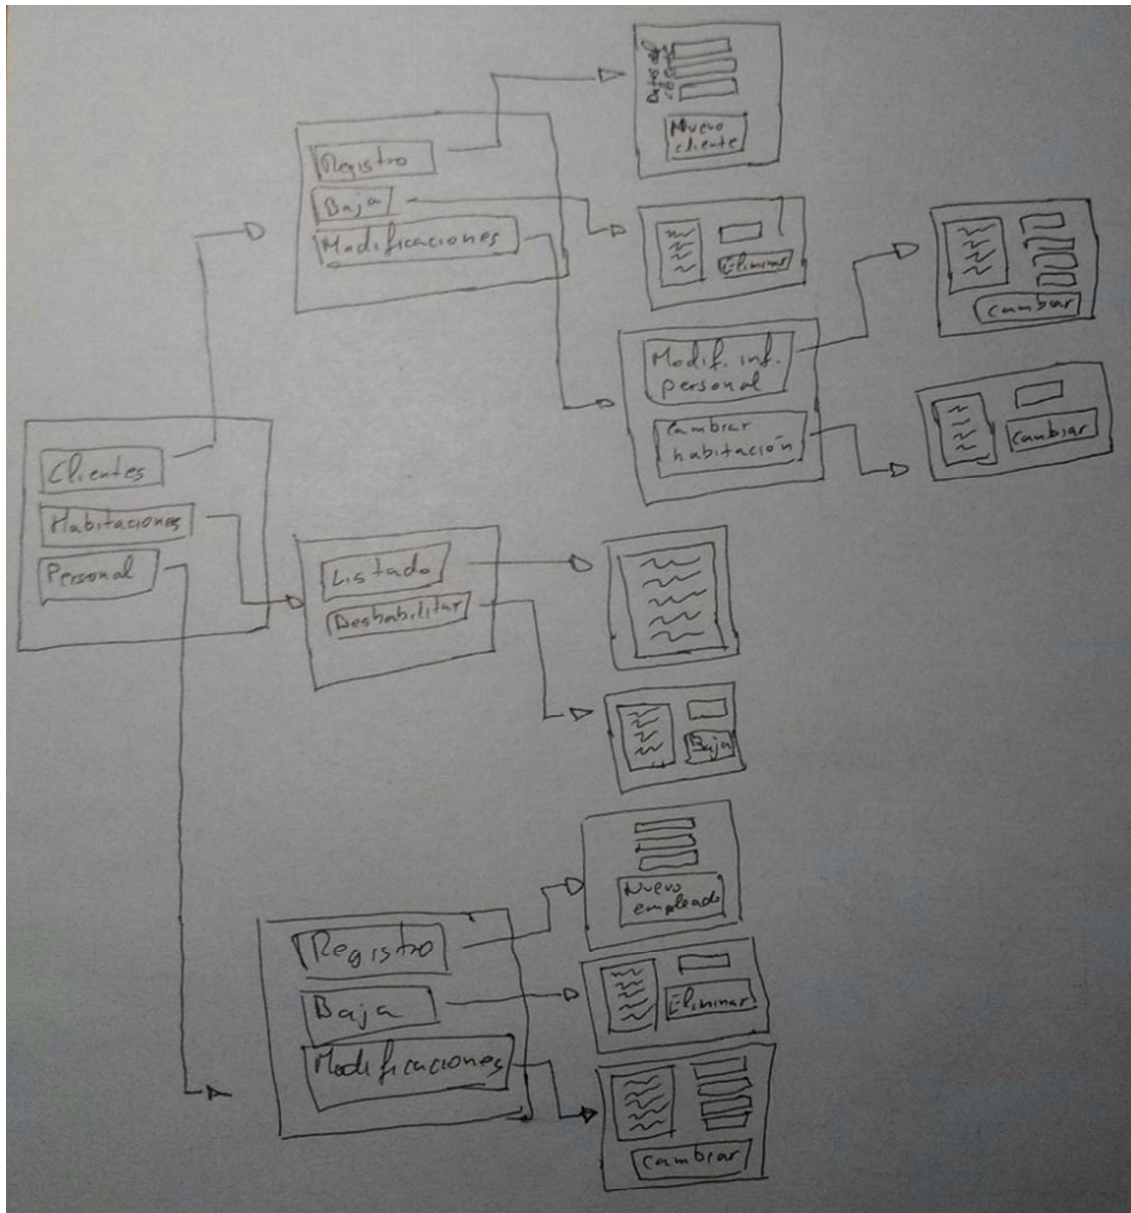 Nuevo
cliente
Registro
Baja
Modificaciones
Eliminar
Cambiar
Modif. inf.
personal
Cambiar
habitación
Cambiar
Clientes
Habitaciones
Personal
Listado
Deshabilitar
Baja
Nuevo
empleado
Registro
Baja
Modificaciones
Eliminar
Cambiar